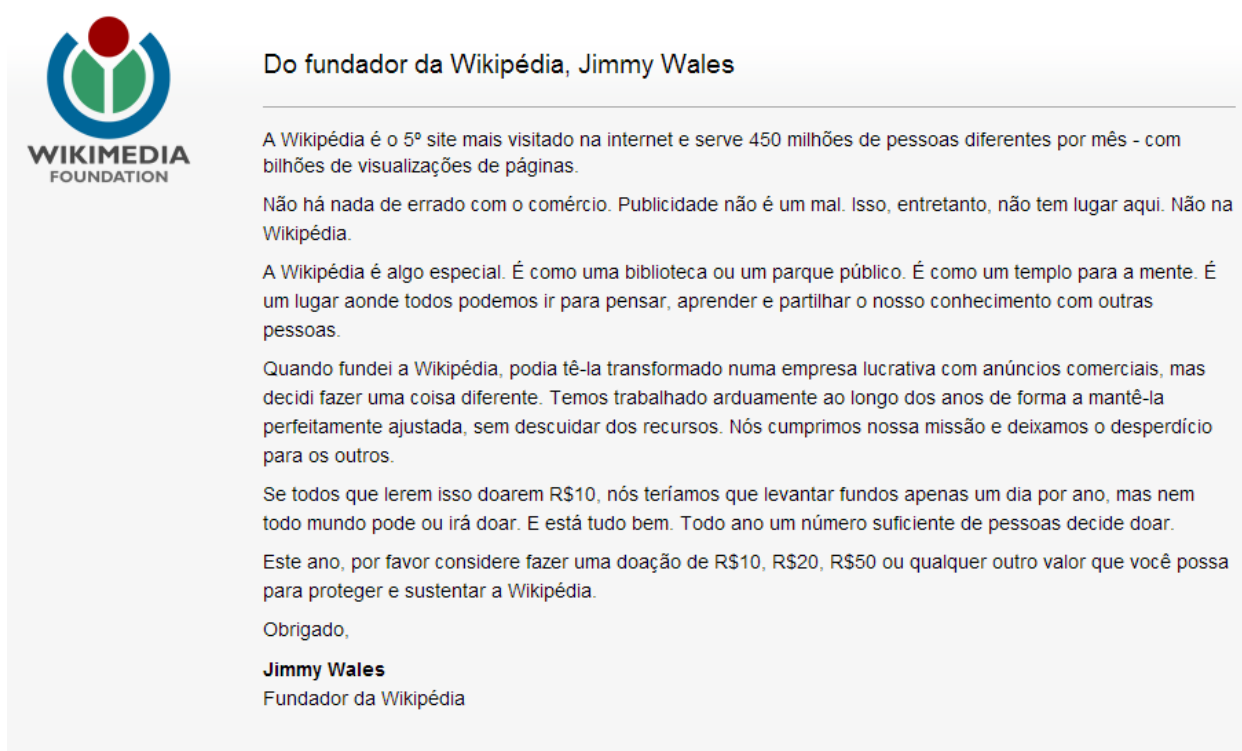 WIKIMEDIA
FOUNDATION
Do fundador da Wikipédia, Jimmy Wales
A Wikipédia é o 5º site mais visitado na internet e serve 450 milhões de pessoas diferentes por mês - com
bilhões de visualizações de páginas.
Não há nada de errado com o comércio. Publicidade não é um mal. Isso, entretanto, não tem lugar aqui. Não na
Wikipédia.
A Wikipédia é algo especial. É como uma biblioteca ou um parque público. É como um templo para a mente. É
um lugar aonde todos podemos ir para pensar, aprender e partilhar o nosso conhecimento com outras
pessoas.
Quando fundei a Wikipédia, podia tê-la transformado numa empresa lucrativa com anúncios comerciais, mas
decidi fazer uma coisa diferente. Temos trabalhado arduamente ao longo dos anos de forma a mantê-la
perfeitamente ajustada, sem descuidar dos recursos. Nós cumprimos nossa missão e deixamos o desperdício
para os outros.
Se todos que lerem isso doarem R$10, nós teríamos que levantar fundos apenas um dia por ano, mas nem
todo mundo pode ou irá doar. E está tudo bem. Todo ano um número suficiente de pessoas decide doar.
Este ano, por favor considere fazer uma doação de R$10, R$20, R$50 ou qualquer outro valor que você possa
para proteger e sustentar a Wikipédia.
Obrigado,
Jimmy Wales
Fundador da Wikipédia